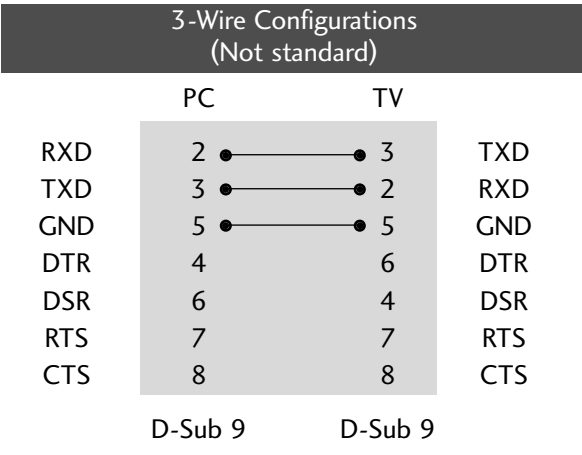 3-Wire Configurations
(Not standard)
PC TV
RXD 2 3 TXD
TXD 3 2 RXD
GND 5 5 GND
DTR 4 6 DTR
DSR 6 4 DSR
RTS 7 7 RTS
CTS 8 8 CTS
D-Sub 9 D-Sub 9